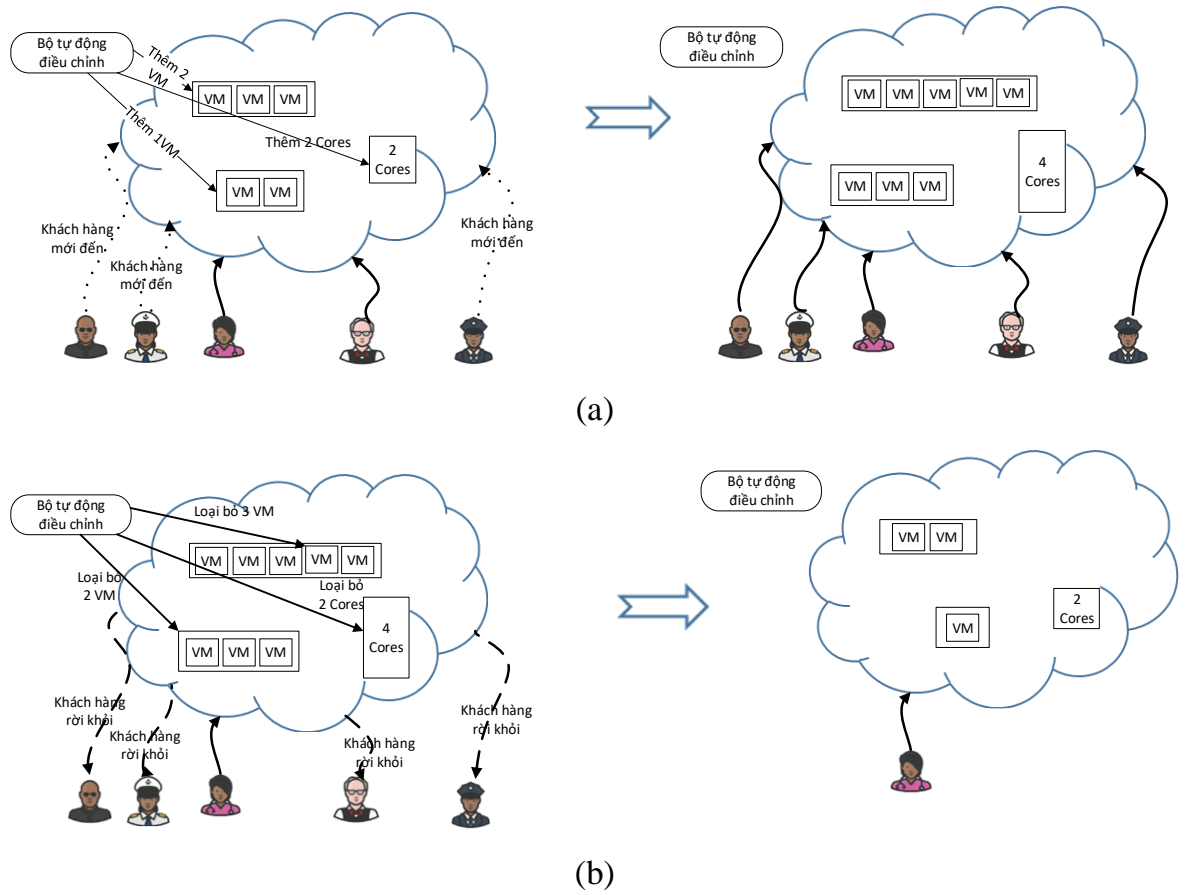 Bộ tự động
điều chỉnh
Thêm 2
VM
VM VM VM
Thêm 1VM
Thêm 2 Cores
2
Cores
VM VM
Khách hàng
mới đến
Khách hàng
mới đến
Khách hàng
mới đến
Bộ tự động
điều chỉnh
VM VM VM VM VM
4
Cores
VM VM VM
(a)
Bộ tự động
điều chỉnh
Loại bỏ 3 VM
VM VM VM VM VM
Loại bỏ
2 VM
Loại bỏ
2 Cores
4
Cores
VM VM VM
Khách hàng
rời khỏi
Khách hàng
rời khỏi
Khách hàng
rời khỏi
Khách hàng
rời khỏi
Bộ tự động
điều chỉnh
VM VM
2
Cores
VM
(b)